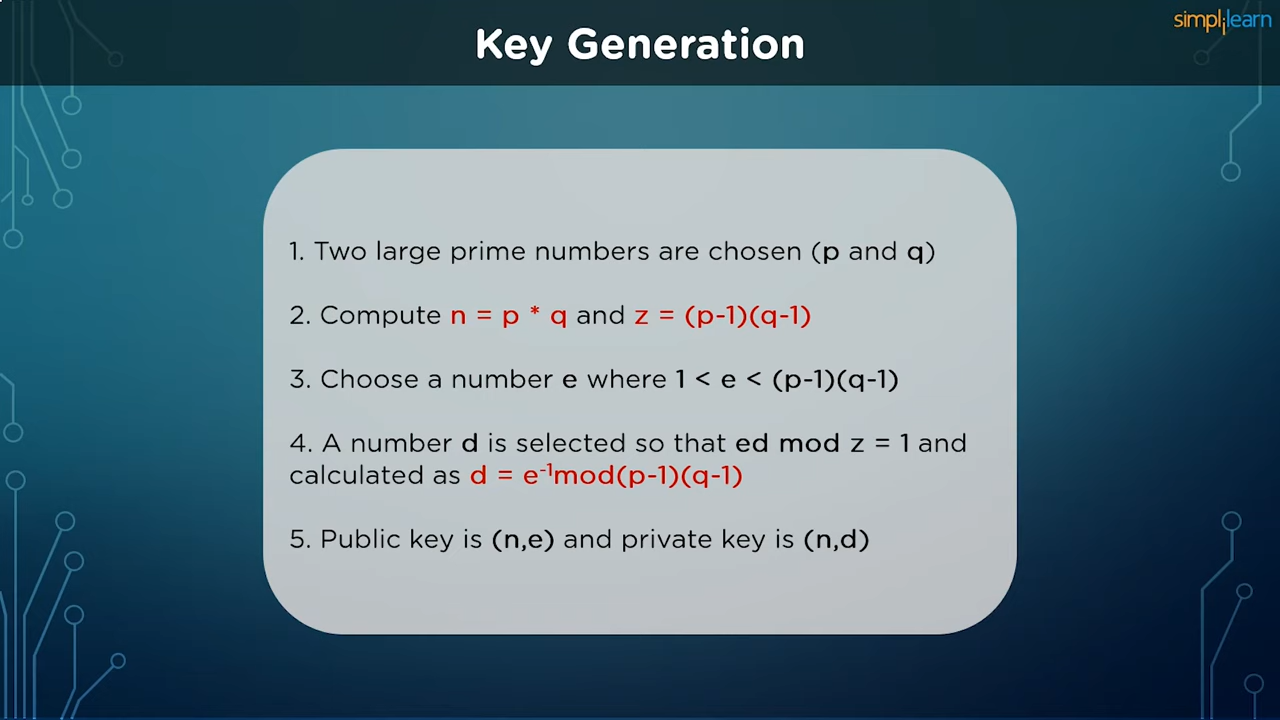 simplilearn
Key Generation
1. Two large prime numbers are chosen (p and q)
2. Compute n = p * q and z = (p-1)(q-1)
3. Choose a number e where 1 < e < (p-1)(q-1)
4. A number d is selected so that ed mod z = 1 and
calculated as d = e⁻¹mod(p-1)(q-1)
5. Public key is (n,e) and private key is (n,d)